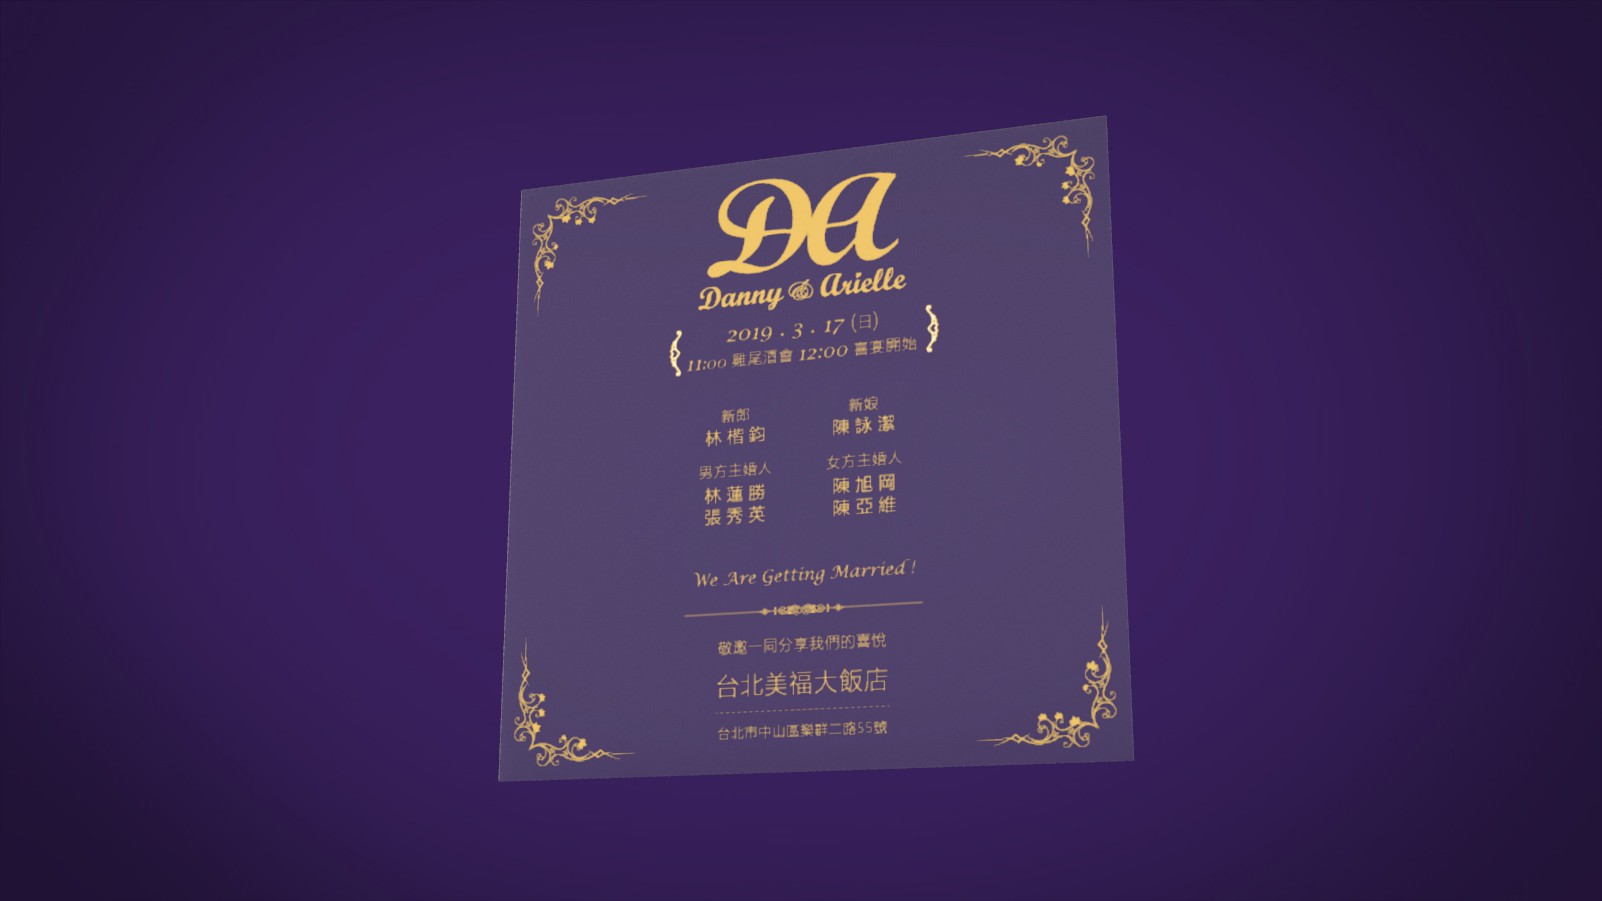 DA
Danny & Arielle
2019 . 3 . 17 (日)
11:00 雞尾酒會 12:00 喜宴開始
新郎
林楷鈞
男方主婚人
林蓮勝
張秀英
新娘
陳詠潔
女方主婚人
陳旭岡
陳亞維
We Are Getting Married !
敬邀一同分享我們的喜悅
台北美福大飯店
台北市中山區樂群二路55號